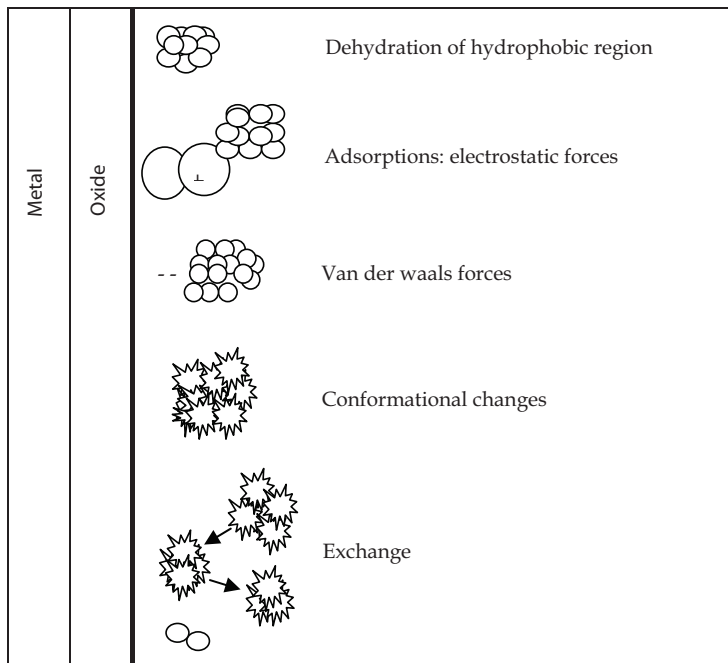 Metal
Oxide
Dehydration of hydrophobic region
Adsorptions: electrostatic forces
Van der waals forces
Conformational changes
Exchange